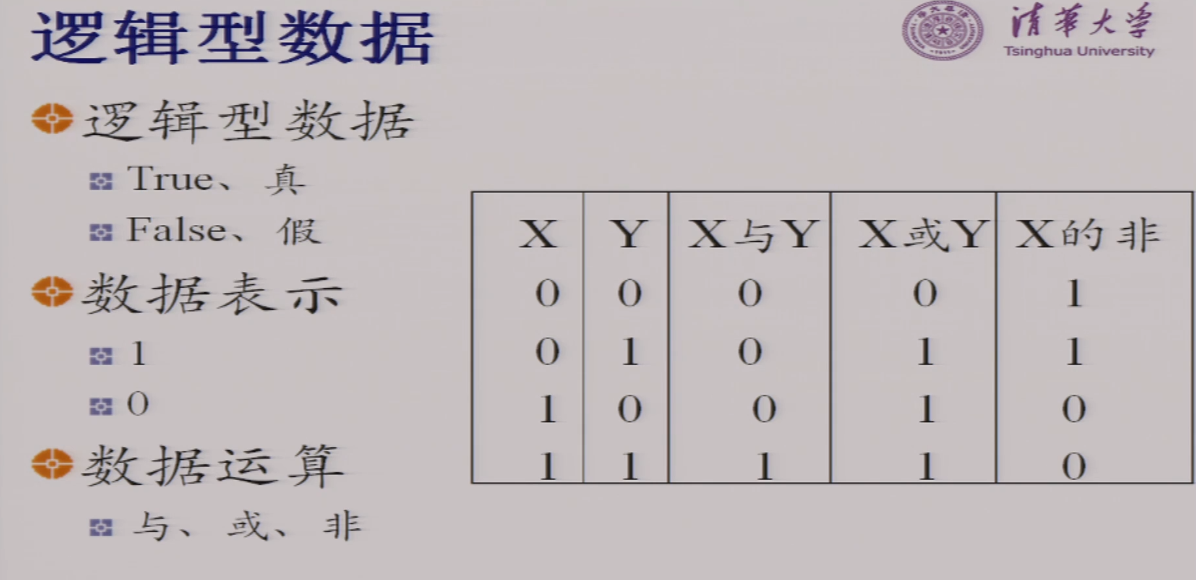 逻辑型数据
清华大学
Tsinghua University
逻辑型数据
True、真
False、假
数据表示
1
0
数据运算
与、或、非
X Y X与Y X或Y X的非
0 0 0 0 1
0 1 0 1 1
1 0 0 1 0
1 1 1 1 0